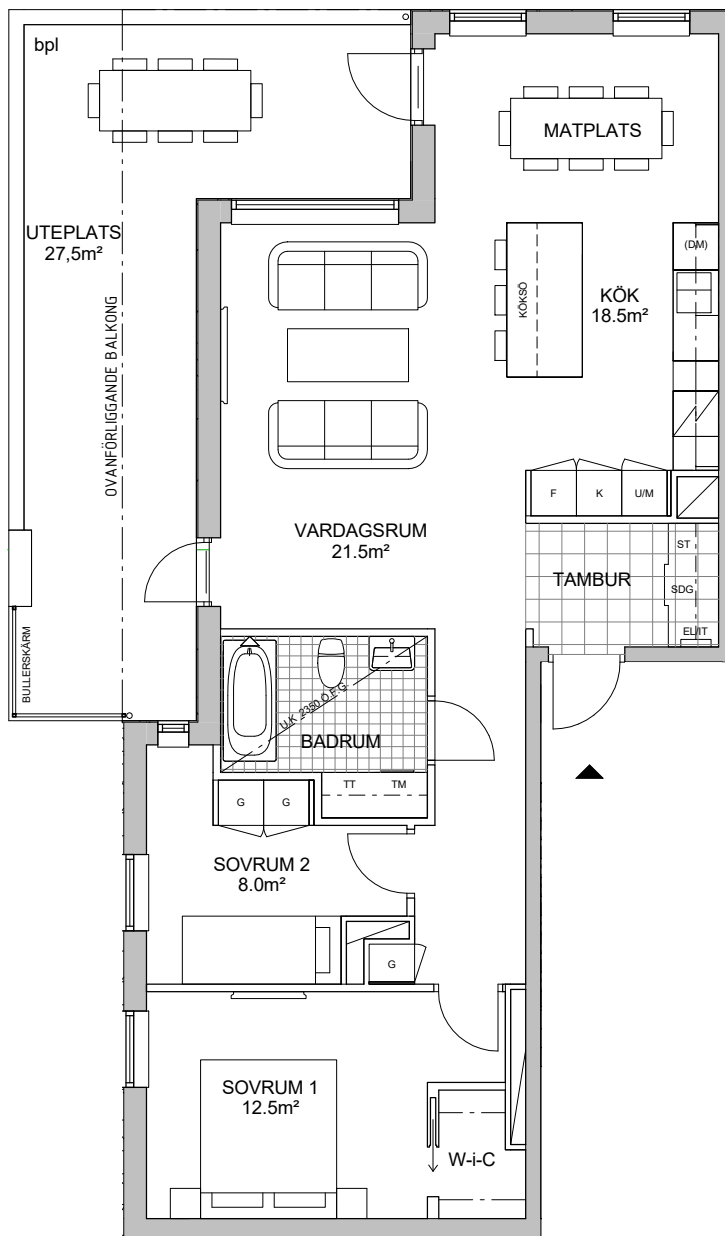 bpl
MATPLATS
UTEPLATS
27,5m²
(DM)
KÖKSÖ
KÖK
18.5m²
OVANFÖRLIGGANDE BALKONG
F
K
U/M
VARDAGSRUM
21.5m²
ST
TAMBUR
SDG
EL/IT
BULLERSKÄRM
U.K 2350 Ö.F.G
BADRUM
TT
TM
G
G
SOVRUM 2
8.0m²
G
SOVRUM 1
12.5m²
W-i-C